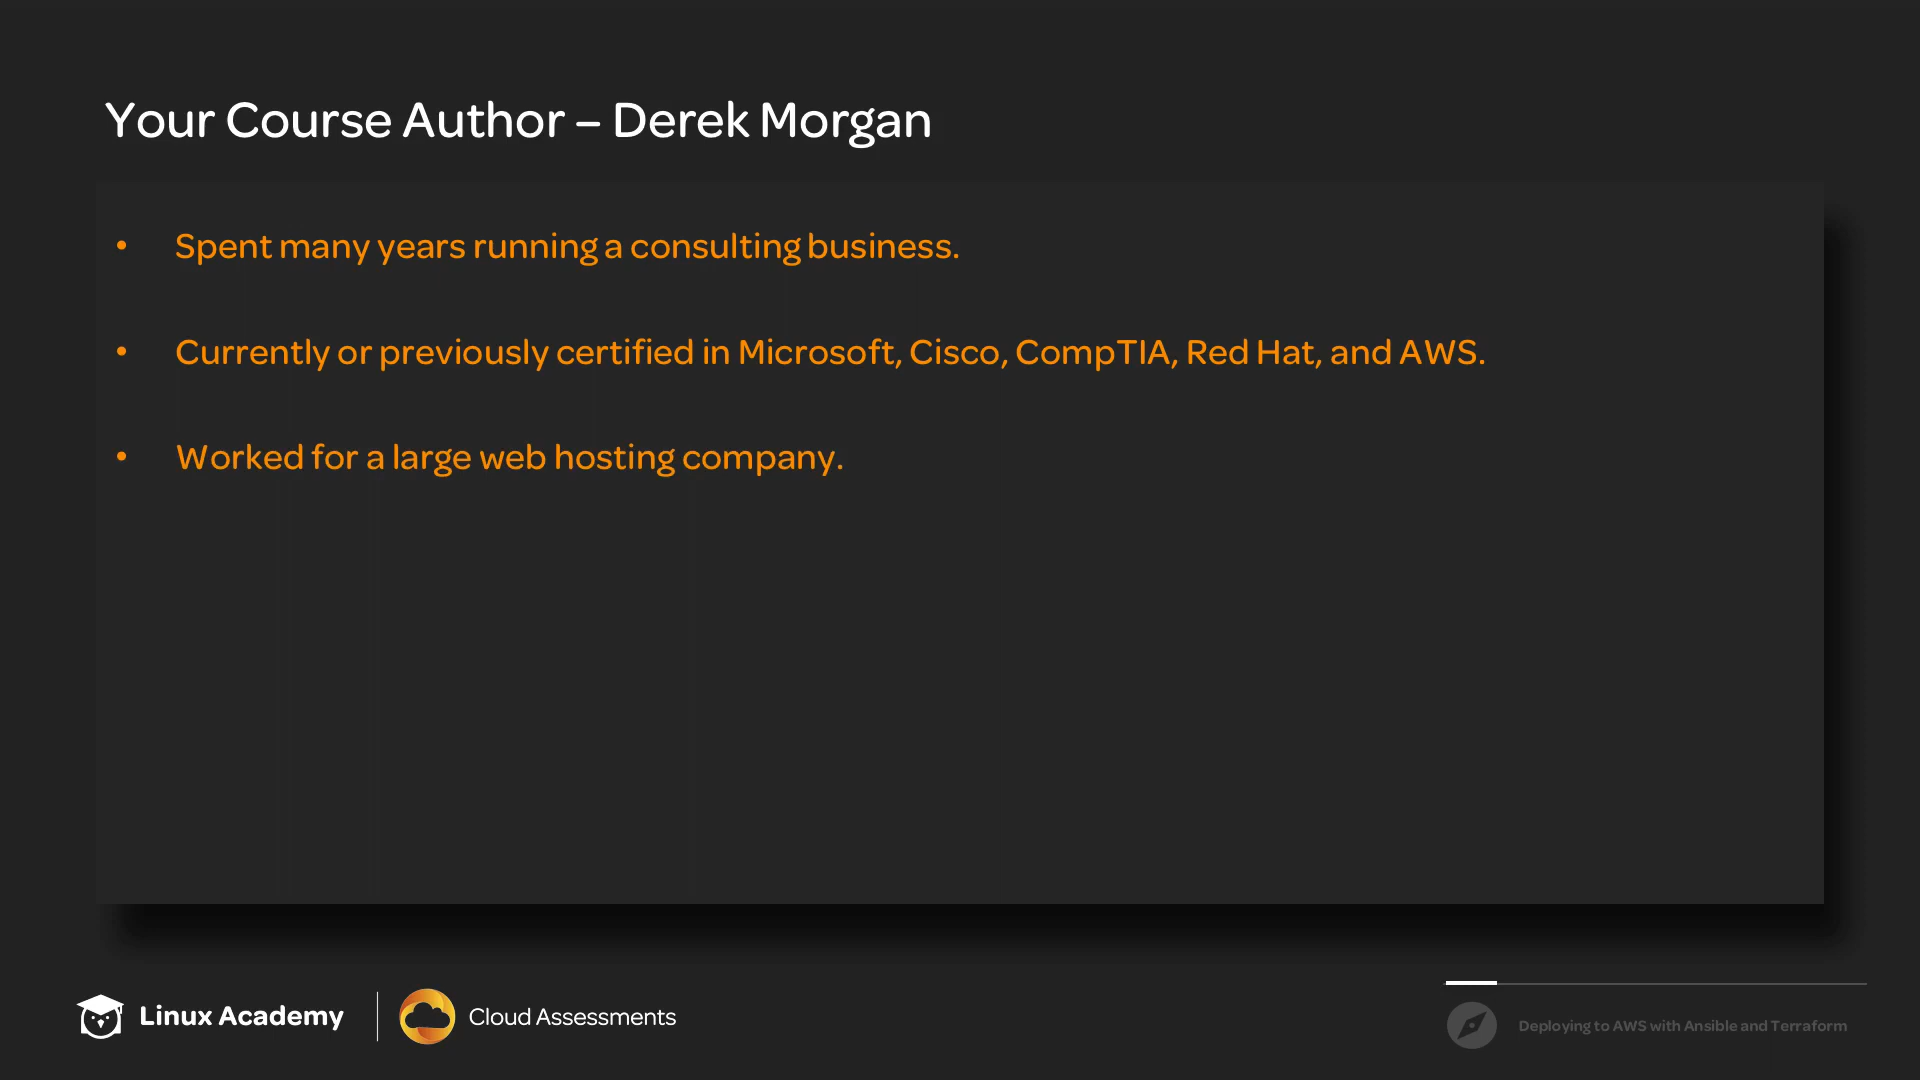 Your Course Author – Derek Morgan
• Spent many years running a consulting business.
• Currently or previously certified in Microsoft, Cisco, CompTIA, Red Hat, and AWS.
• Worked for a large web hosting company.
Linux Academy
Cloud Assessments
Deploying to AWS with Ansible and Terraform